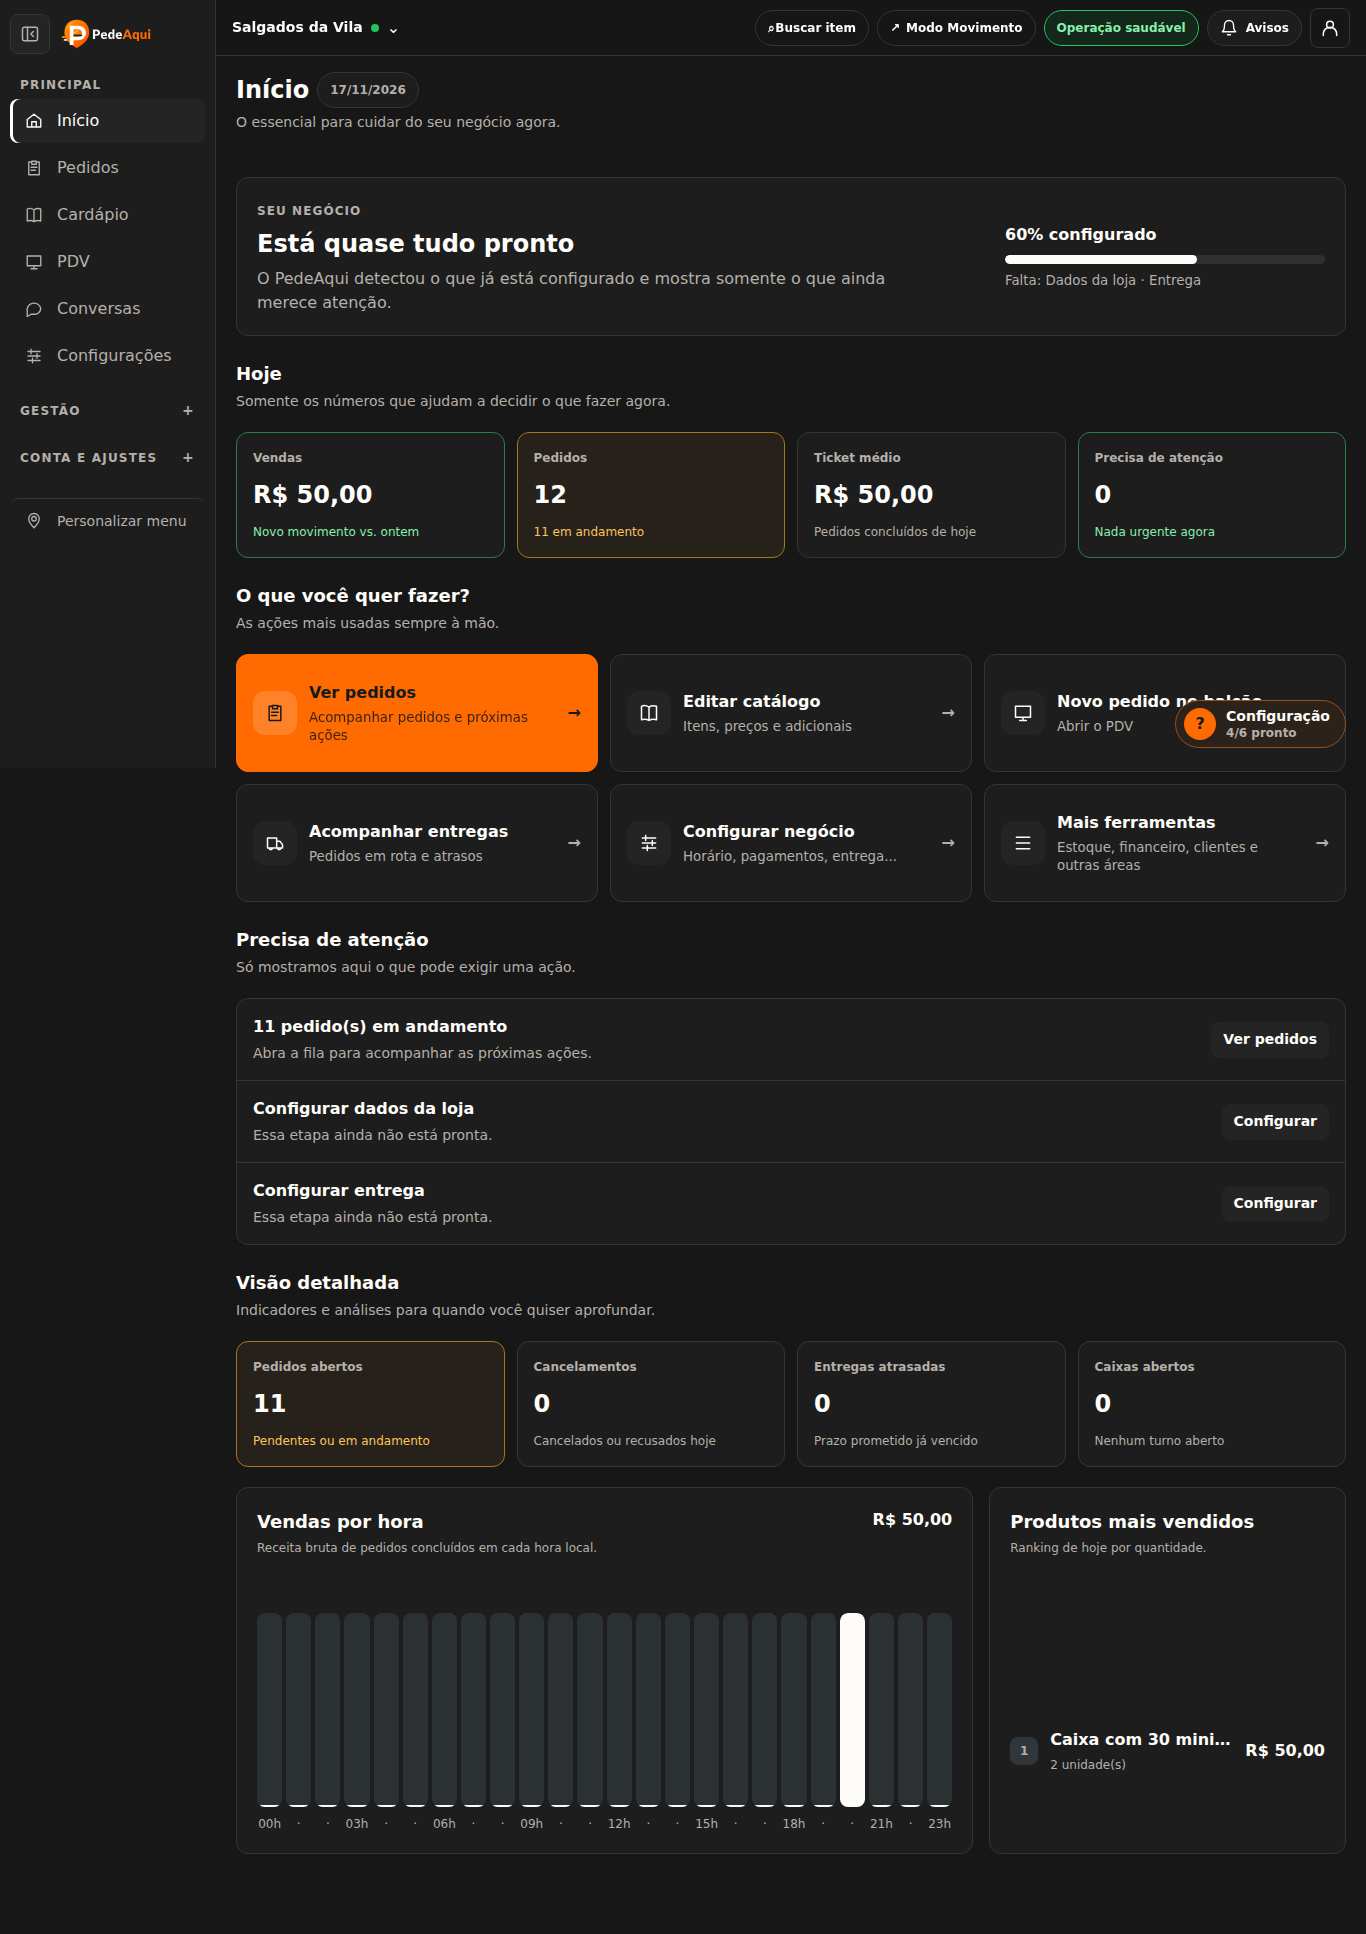 PedeAqui
Salgados da Vila
Buscar item
↗ Modo Movimento
Operação saudável
Avisos
PRINCIPAL
Início
Pedidos
Cardápio
PDV
Conversas
Configurações
GESTÃO +
CONTA E AJUSTES +
Personalizar menu
Início
17/11/2026
O essencial para cuidar do seu negócio agora.
SEU NEGÓCIO
Está quase tudo pronto
O PedeAqui detectou o que já está configurado e mostra somente o que ainda
merece atenção.
60% configurado
Falta: Dados da loja · Entrega
Hoje
Somente os números que ajudam a decidir o que fazer agora.
Vendas
R$ 50,00
Novo movimento vs. ontem
Pedidos
12
11 em andamento
Ticket médio
R$ 50,00
Pedidos concluídos de hoje
Precisa de atenção
0
Nada urgente agora
O que você quer fazer?
As ações mais usadas sempre à mão.
Ver pedidos
Acompanhar pedidos e próximas
ações
→
Editar catálogo
Itens, preços e adicionais
→
Novo pedido no balcão
Abrir o PDV
?
Configuração
4/6 pronto
Acompanhar entregas
Pedidos em rota e atrasos
→
Configurar negócio
Horário, pagamentos, entrega...
→
Mais ferramentas
Estoque, financeiro, clientes e
outras áreas
→
Precisa de atenção
Só mostramos aqui o que pode exigir uma ação.
11 pedido(s) em andamento
Abra a fila para acompanhar as próximas ações.
Ver pedidos
Configurar dados da loja
Essa etapa ainda não está pronta.
Configurar
Configurar entrega
Essa etapa ainda não está pronta.
Configurar
Visão detalhada
Indicadores e análises para quando você quiser aprofundar.
Pedidos abertos
11
Pendentes ou em andamento
Cancelamentos
0
Cancelados ou recusados hoje
Entregas atrasadas
0
Prazo prometido já vencido
Caixas abertos
0
Nenhum turno aberto
Vendas por hora
R$ 50,00
Receita bruta de pedidos concluídos em cada hora local.
00h · · 03h · · 06h · · 09h · · 12h · · 15h · · 18h · · 21h · 23h
Produtos mais vendidos
Ranking de hoje por quantidade.
1
Caixa com 30 mini...
2 unidade(s)
R$ 50,00